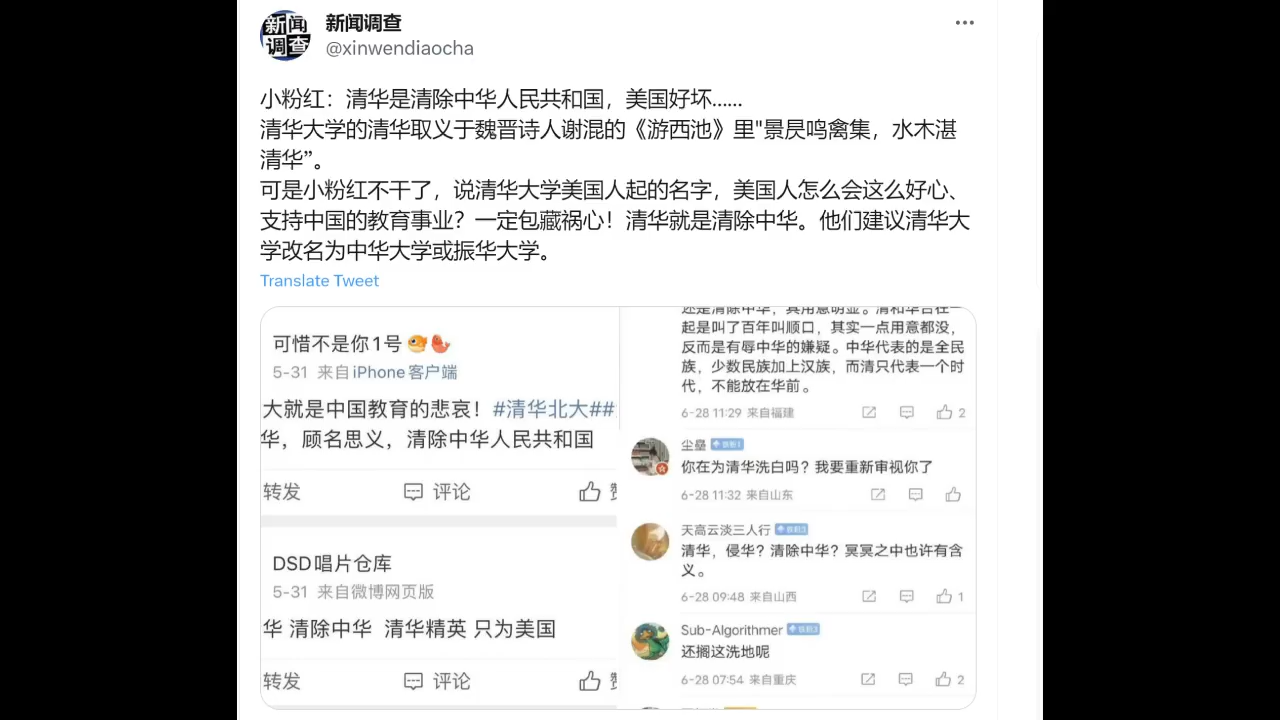 新闻
调查
新闻调查
@xinwendiaocha
小粉红：清华是清除中华人民共和国，美国好坏......
清华大学的清华取义于魏晋诗人谢混的《游西池》里"景昃鸣禽集，水木湛
清华”。
可是小粉红不干了，说清华大学美国人起的名字，美国人怎么会这么好心、
支持中国的教育事业？一定包藏祸心！清华就是清除中华。他们建议清华大
学改名为中华大学或振华大学。
Translate Tweet
可惜不是你1号
5-31 来自iPhone客户端
大就是中国教育的悲哀！#清华北大##
华，顾名思义，清除中华人民共和国
转发 评论
DSD唱片仓库
5-31 来自微博网页版
华 清除中华 清华精英 只为美国
转发 评论
还是清除中华，其用意明显。清和华合在一
起是叫了百年叫顺口，其实一点用意都没，
反而是有辱中华的嫌疑。中华代表的是全民
族，少数民族加上汉族，而清只代表一个时
代，不能放在华前。
6-28 11:29 来自福建 2
尘壘 铁粉1
你在为清华洗白吗？我要重新审视你了
6-28 11:32 来自山东
天高云淡三人行 铁粉3
清华，侵华？清除中华？冥冥之中也许有含
义。
6-28 09:48 来自山西 1
Sub-Algorithmer 铁粉3
还搁这洗地呢
6-28 07:54 来自重庆 2